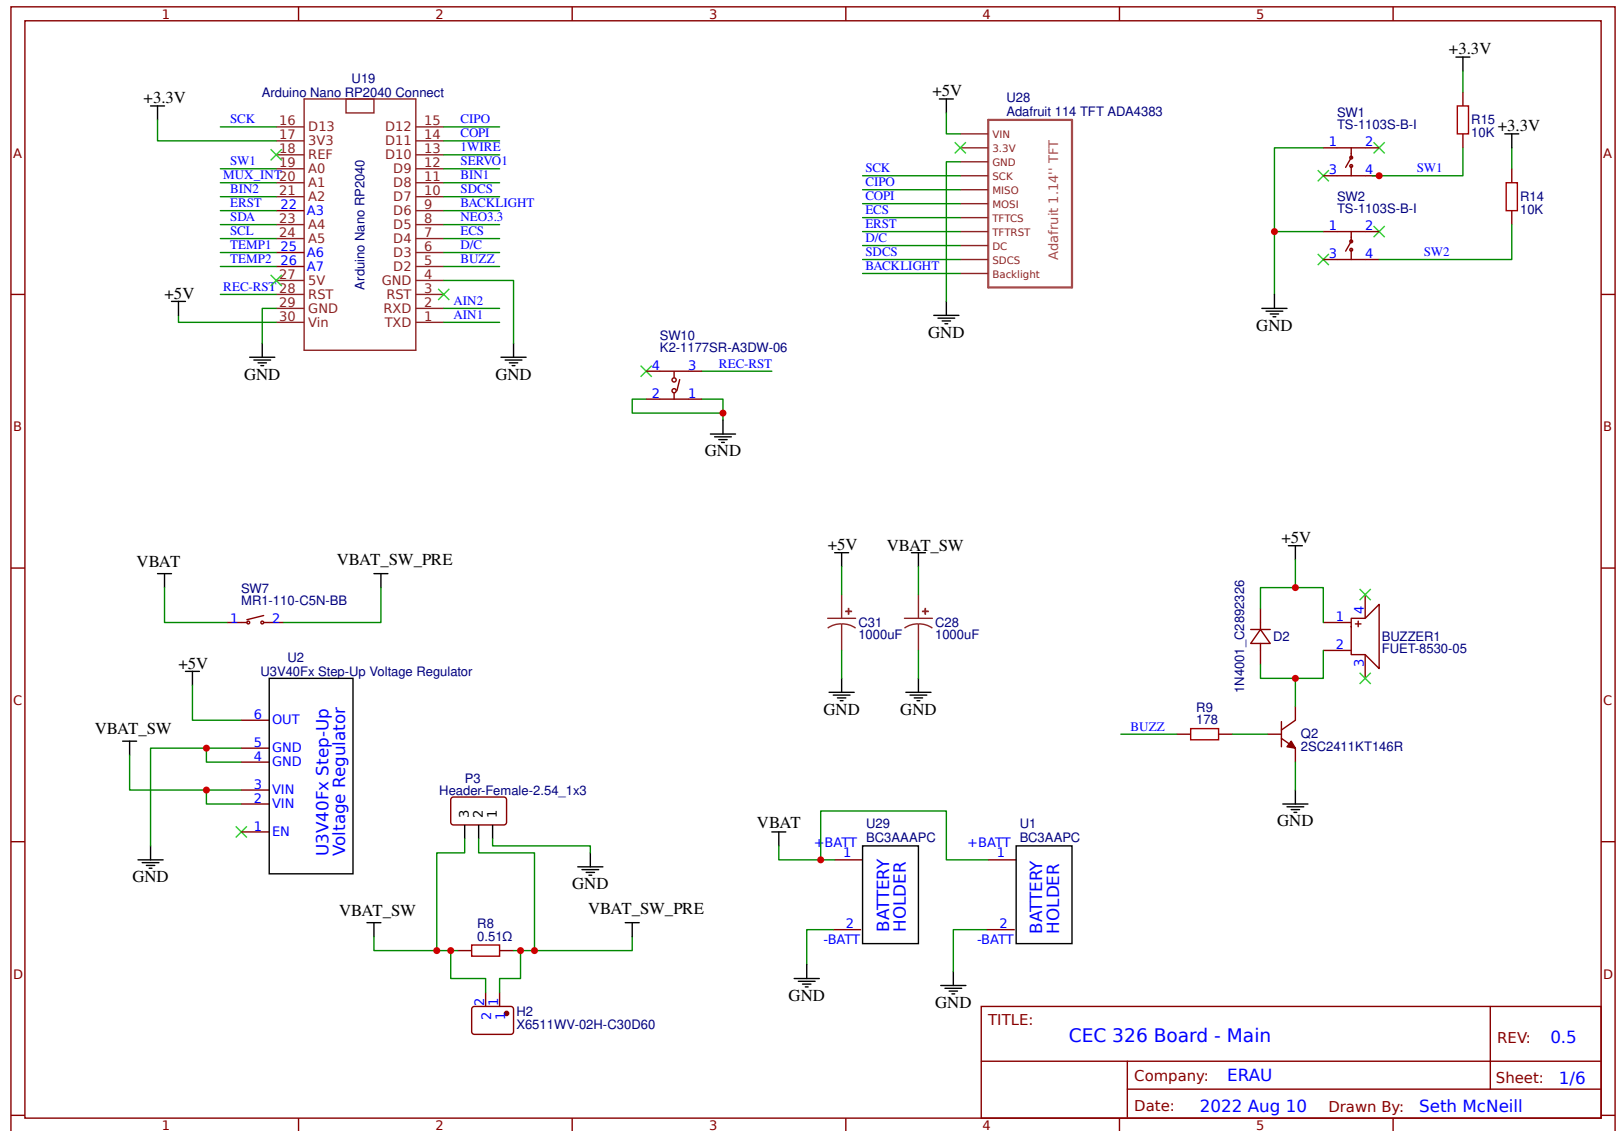 1 2 3 4 5
A
B
C
D
A
B
C
D
1 2 3 4 5
U19
Arduino Nano RP2040 Connect
+3.3V
SCK 16 D13
17 3V3
18 REF
SW1 19 A0
MUX_INT 20 A1
BIN2 21 A2
ERST 22 A3
SDA 23 A4
SCL 24 A5
TEMP1 25 A6
TEMP2 26 A7
27 5V
REC-RST 28 RST
29 GND
30 Vin
+5V
GND
Arduino Nano RP2040
D12 15 CIPO
D11 14 COPI
D10 13 1WIRE
D9 12 SERVO1
D8 11 BIN1
D7 10 SDCS
D6 9 BACKLIGHT
D5 8 NEO3.3
D4 7 ECS
D3 6 D/C
D2 5 BUZZ
GND 4
RST 3
RXD 2 AIN2
TXD 1 AIN1
GND
SW10
K2-1177SR-A3DW-06
4 3 REC-RST
2 1
GND
+5V
U28
Adafruit 114 TFT ADA4383
VIN
3.3V
GND
SCK SCK
CIPO MISO
COPI MOSI
ECS TFTCS
ERST TFTRST
D/C DC
SDCS SDCS
BACKLIGHT Backlight
Adafruit 1.14" TFT
GND
+3.3V
R15
10K
+3.3V
R14
10K
SW1
TS-1103S-B-I
1 2
3 4 SW1
SW2
TS-1103S-B-I
1 2
3 4 SW2
GND
VBAT
VBAT_SW_PRE
SW7
MR1-110-C5N-BB
1 2
+5V
U2
U3V40Fx Step-Up Voltage Regulator
VBAT_SW
6 OUT
5 GND
4 GND
3 VIN
2 VIN
1 EN
U3V40Fx Step-Up
Voltage Regulator
GND
P3
Header-Female-2.54_1x3
3 2 1
GND
VBAT_SW
VBAT_SW_PRE
R8
0.51Ω
2 1
2 1
H2
X6511WV-02H-C30D60
+5V
VBAT_SW
C31
1000uF
C28
1000uF
GND
GND
VBAT
U29
BC3AAAPC
+BATT
1
2
-BATT
BATTERY
HOLDER
GND
U1
BC3AAPC
+BATT
1
2
-BATT
BATTERY
HOLDER
GND
+5V
1N4001_C2892326
D2
1
2
4
3
BUZZER1
FUET-8530-05
BUZZ
R9
178
Q2
2SC2411KT146R
GND
TITLE:
CEC 326 Board - Main
REV: 0.5
Company: ERAU
Sheet: 1/6
Date: 2022 Aug 10 Drawn By: Seth McNeill